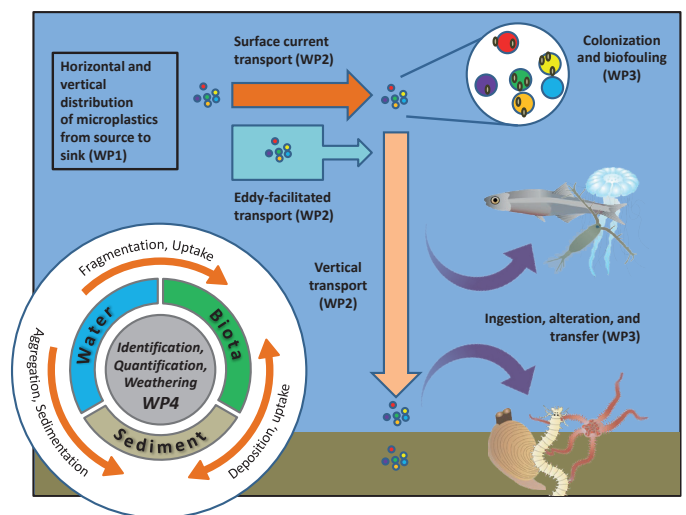 Horizontal and
vertical
distribution
of microplastics
from source to
sink (WP1)
Surface current
transport (WP2)
Colonization
and biofouling
(WP3)
Eddy-facilitated
transport (WP2)
Vertical
transport
(WP2)
Ingestion, alteration, and
transfer (WP3)
Fragmentation, Uptake
Aggregation, Sedimentation
Deposition, uptake
Water
Biota
Sediment
Identification,
Quantification,
Weathering
WP4